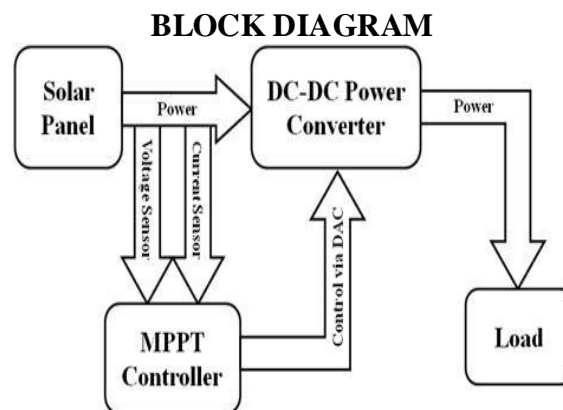 BLOCK DIAGRAM
Solar
Panel
Power
DC-DC Power
Converter
Power
Voltage Sensor
Current Sensor
Control via DAC
MPPT
Controller
Load